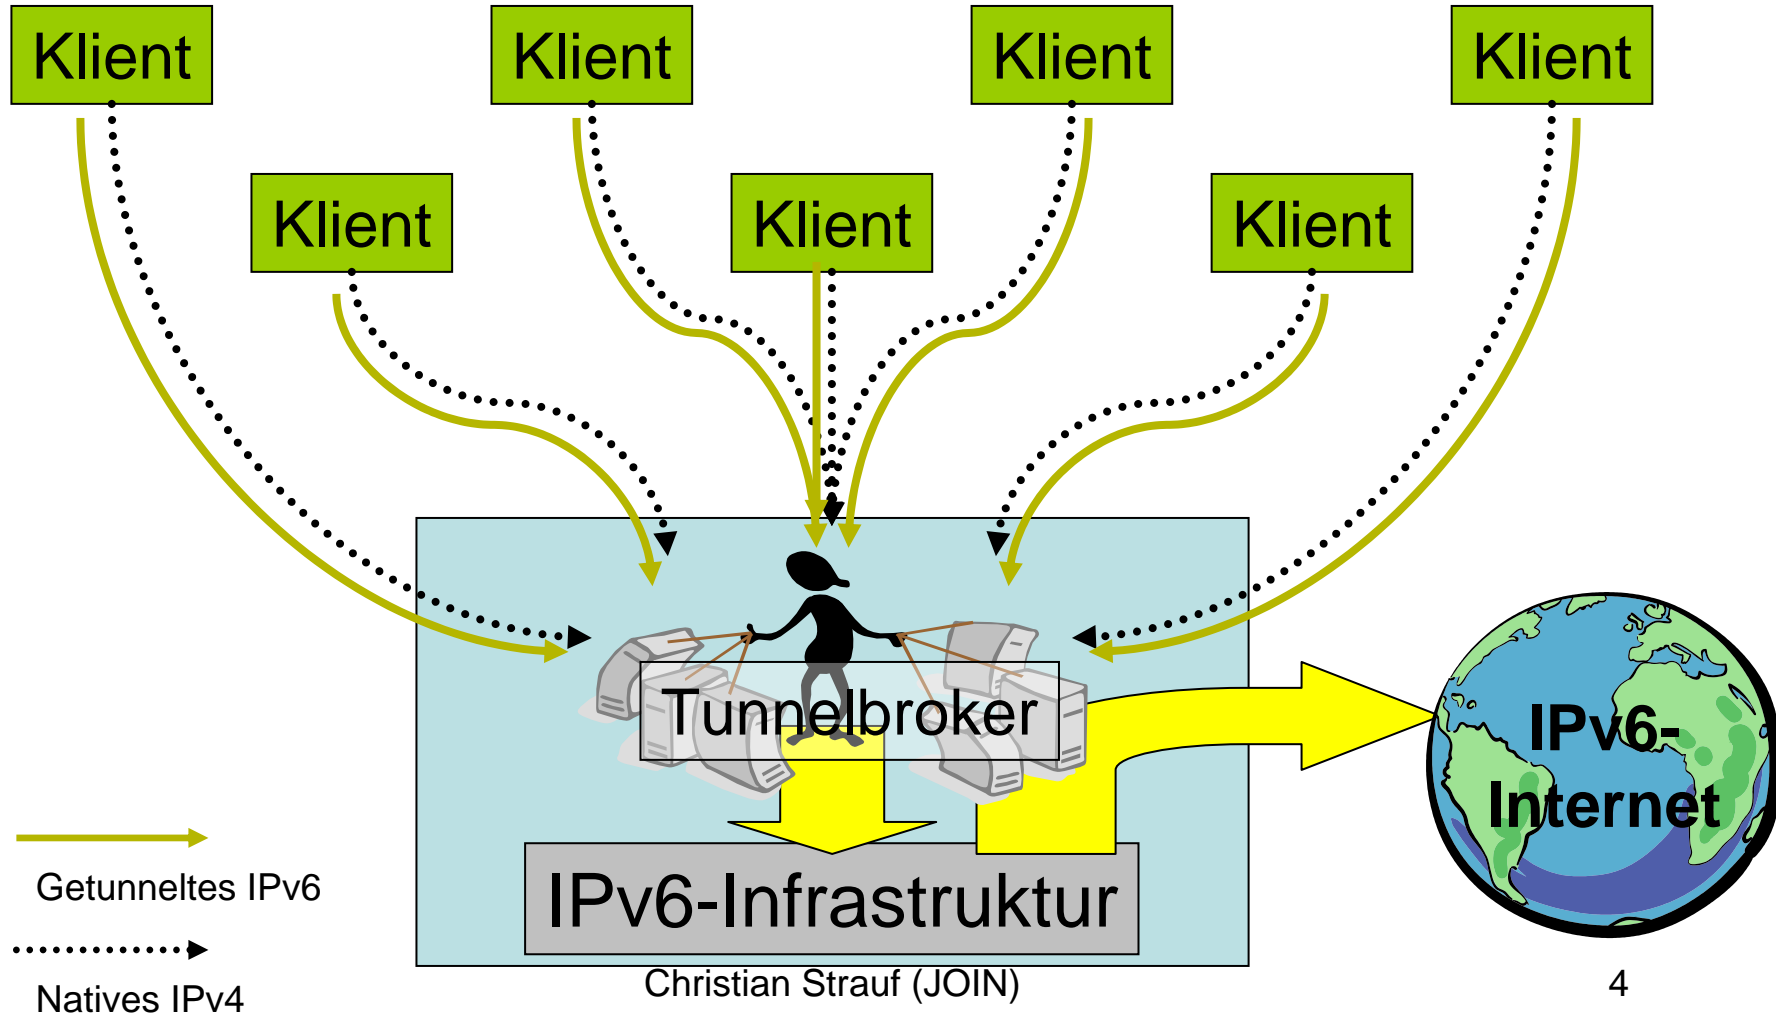 Klient
Klient
Klient
Klient
Klient
Klient
Klient
Tunnelbroker
IPv6-
Internet
IPv6-Infrastruktur
Getunneltes IPv6
Natives IPv4
Christian Strauf (JOIN)
4